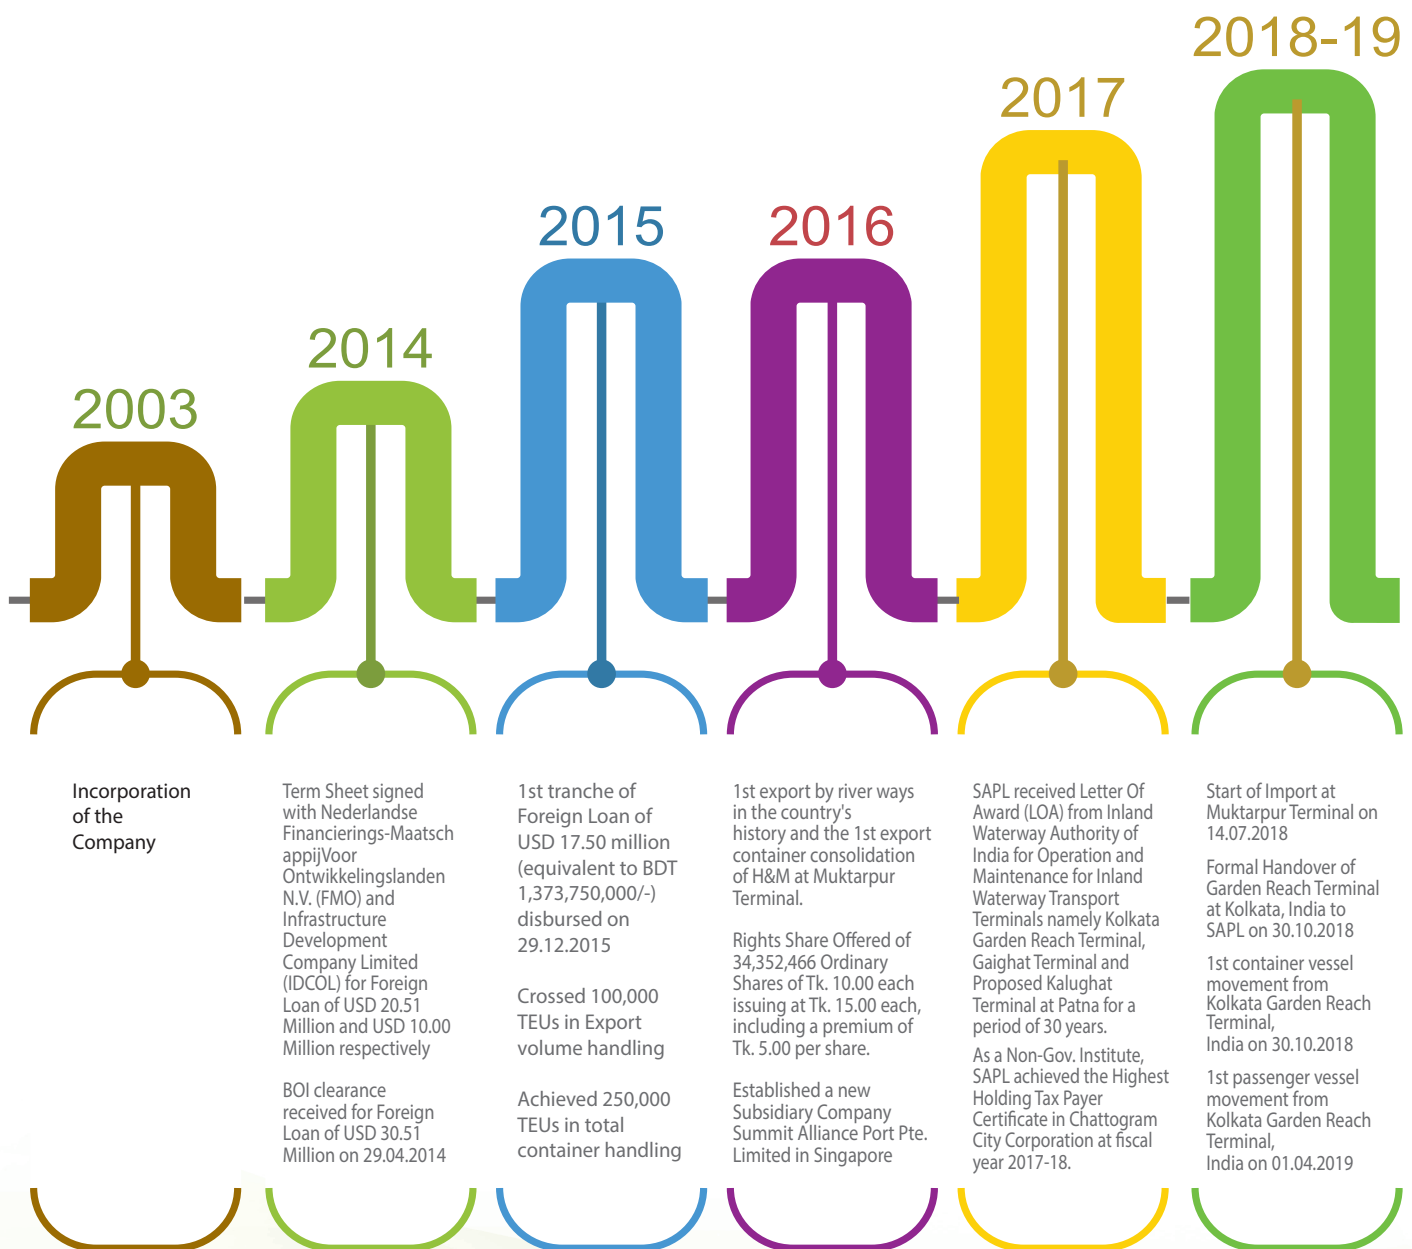 2003
Incorporation
of the
Company
2014
Term Sheet signed
with Nederlandse
Financierings-Maatsch
appijVoor
Ontwikkelingslanden
N.V. (FMO) and
Infrastructure
Development
Company Limited
(IDCOL) for Foreign
Loan of USD 20.51
Million and USD 10.00
Million respectively
BOI clearance
received for Foreign
Loan of USD 30.51
Million on 29.04.2014
2015
1st tranche of
Foreign Loan of
USD 17.50 million
(equivalent to BDT
1,373,750,000/-)
disbursed on
29.12.2015
Crossed 100,000
TEUs in Export
volume handling
Achieved 250,000
TEUs in total
container handling
2016
1st export by river ways
in the country's
history and the 1st export
container consolidation
of H&M at Muktarpur
Terminal.
Rights Share Offered of
34,352,466 Ordinary
Shares of Tk. 10.00 each
issuing at Tk. 15.00 each,
including a premium of
Tk. 5.00 per share.
Established a new
Subsidiary Company
Summit Alliance Port Pte.
Limited in Singapore
2017
SAPL received Letter Of
Award (LOA) from Inland
Waterway Authority of
India for Operation and
Maintenance for Inland
Waterway Transport
Terminals namely Kolkata
Garden Reach Terminal,
Gaighat Terminal and
Proposed Kalughat
Terminal at Patna for a
period of 30 years.
As a Non-Gov. Institute,
SAPL achieved the Highest
Holding Tax Payer
Certificate in Chattogram
City Corporation at fiscal
year 2017-18.
2018-19
Start of Import at
Muktarpur Terminal on
14.07.2018
Formal Handover of
Garden Reach Terminal
at Kolkata, India to
SAPL on 30.10.2018
1st container vessel
movement from
Kolkata Garden Reach
Terminal,
India on 30.10.2018
1st passenger vessel
movement from
Kolkata Garden Reach
Terminal,
India on 01.04.2019